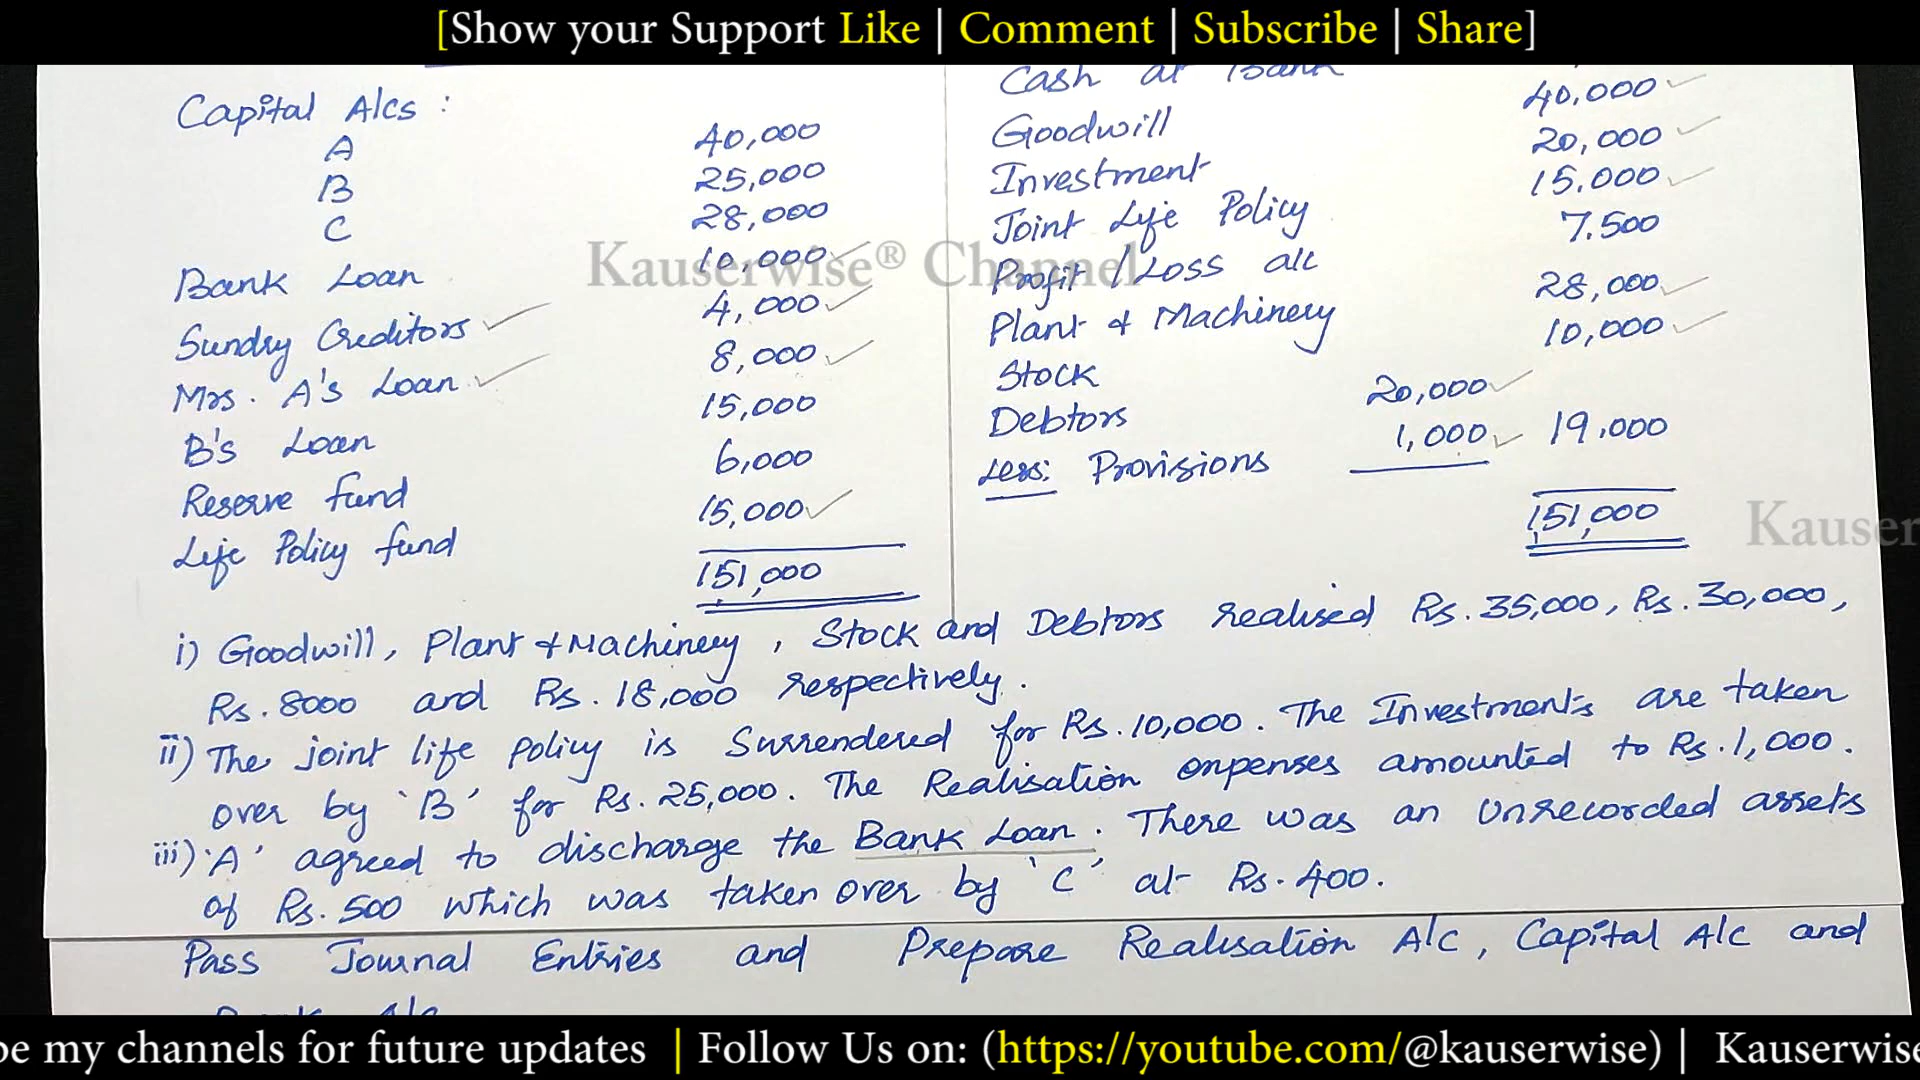 [Show your Support Like | Comment | Subscribe | Share]
Capital A/cs :
A 40,000
B 25,000
C 28,000
Bank Loan 10,000
Sundry Creditors 4,000
Mrs. A's Loan 8,000
B's Loan 15,000
Reserve fund 6,000
Life Policy fund 15,000
151,000
Cash at Bank
Goodwill 40,000
Investment 20,000
Joint Life Policy 15,000
Profit / Loss a/c 7,500
Plant & Machinery 28,000
Stock 10,000
Debtors 20,000
Less: Provisions 1,000 19,000
151,000
Kauserwise® Channel
Kauser
i) Goodwill, Plant & Machinery, Stock and Debtors realised Rs. 35,000, Rs. 30,000,
Rs. 8000 and Rs. 18,000 respectively.
ii) The joint life policy is Surrendered for Rs. 10,000. The Investments are taken
over by 'B' for Rs. 25,000. The Realisation expenses amounted to Rs. 1,000.
iii) 'A' agreed to discharge the Bank Loan. There was an unrecorded assets
of Rs. 500 which was taken over by 'C' at Rs. 400.
Pass Journal Entries and Prepare Realisation A/c, Capital A/c and
Bank A/c
be my channels for future updates | Follow Us on: (https://youtube.com/@kauserwise) | Kauserwise